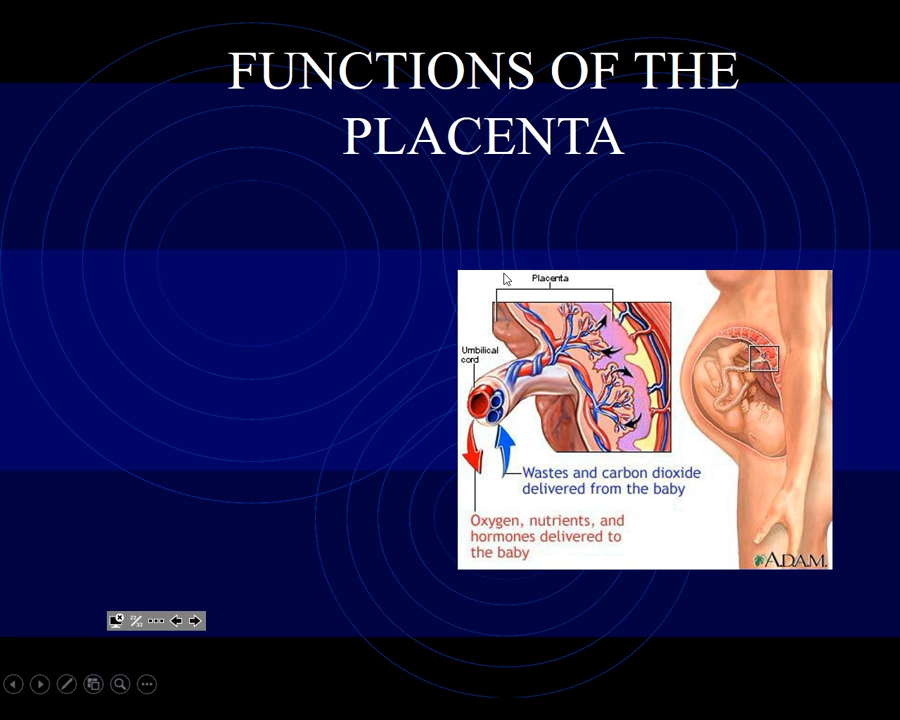 FUNCTIONS OF THE
PLACENTA
Placenta
Umbilical
cord
Wastes and carbon dioxide
delivered from the baby
Oxygen, nutrients, and
hormones delivered to
the baby
A.D.A.M.